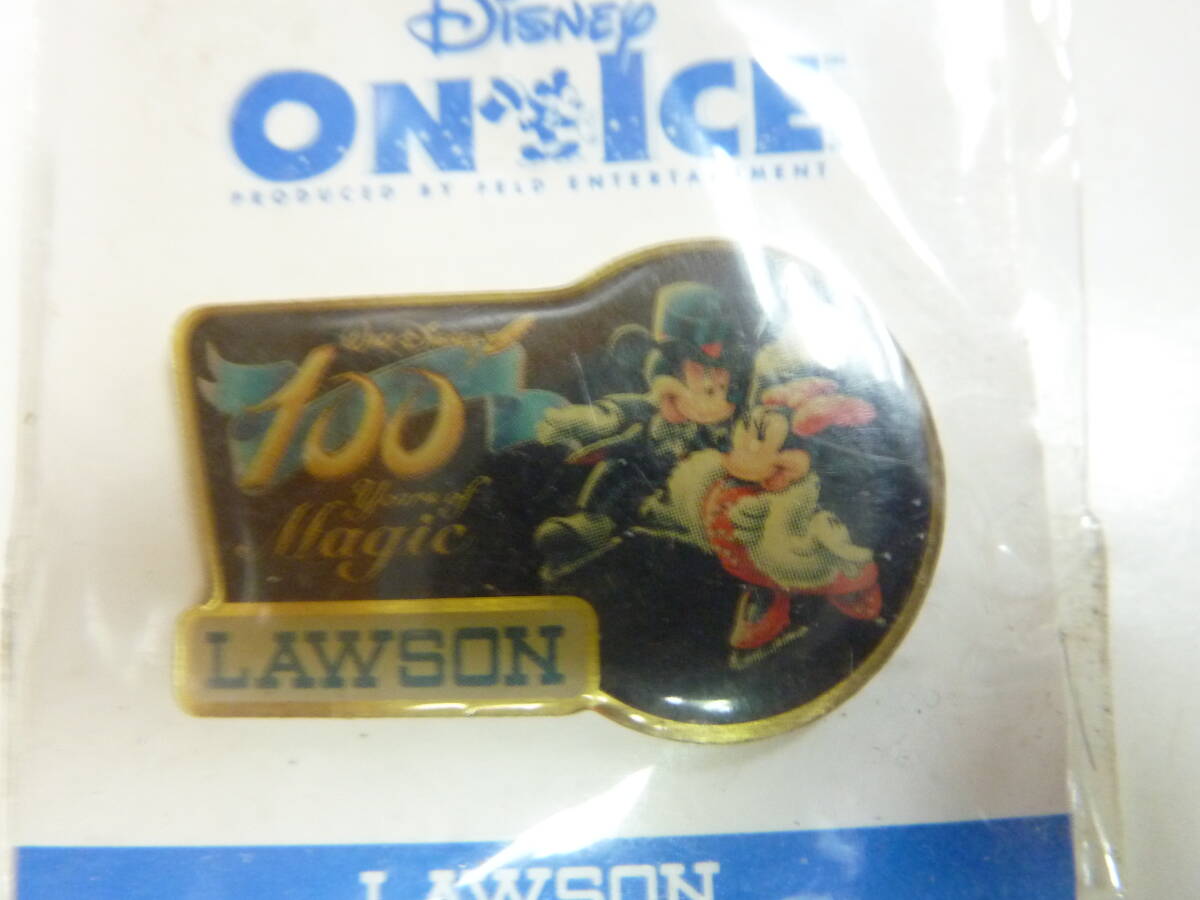 DISNEY
ON ICE
PRODUCED BY FELD ENTERTAINMENT
Walt Disney's
100
Years of
Magic
LAWSON
LAWSON